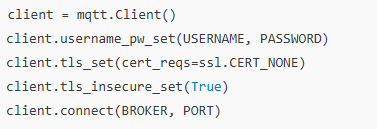 client = mqtt.Client()
client.username_pw_set(USERNAME, PASSWORD)
client.tls_set(cert_reqs=ssl.CERT_NONE)
client.tls_insecure_set(True)
client.connect(BROKER, PORT)